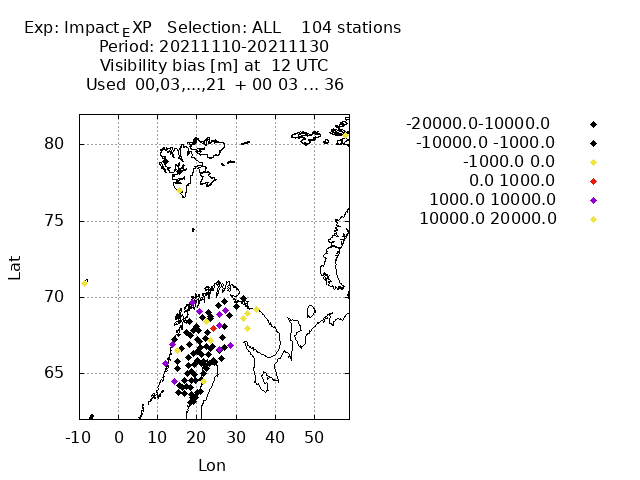 Exp: Impact_EXP   Selection: ALL    104 stations
Period: 20211110-20211130
Visibility bias [m] at  12 UTC
Used  00,03,...,21  + 00 03 ... 36
-20000.0-10000.0
-10000.0 -1000.0
-1000.0 0.0
0.0 1000.0
1000.0 10000.0
10000.0 20000.0
80
75
70
65
Lat
-10 0 10 20 30 40 50
Lon